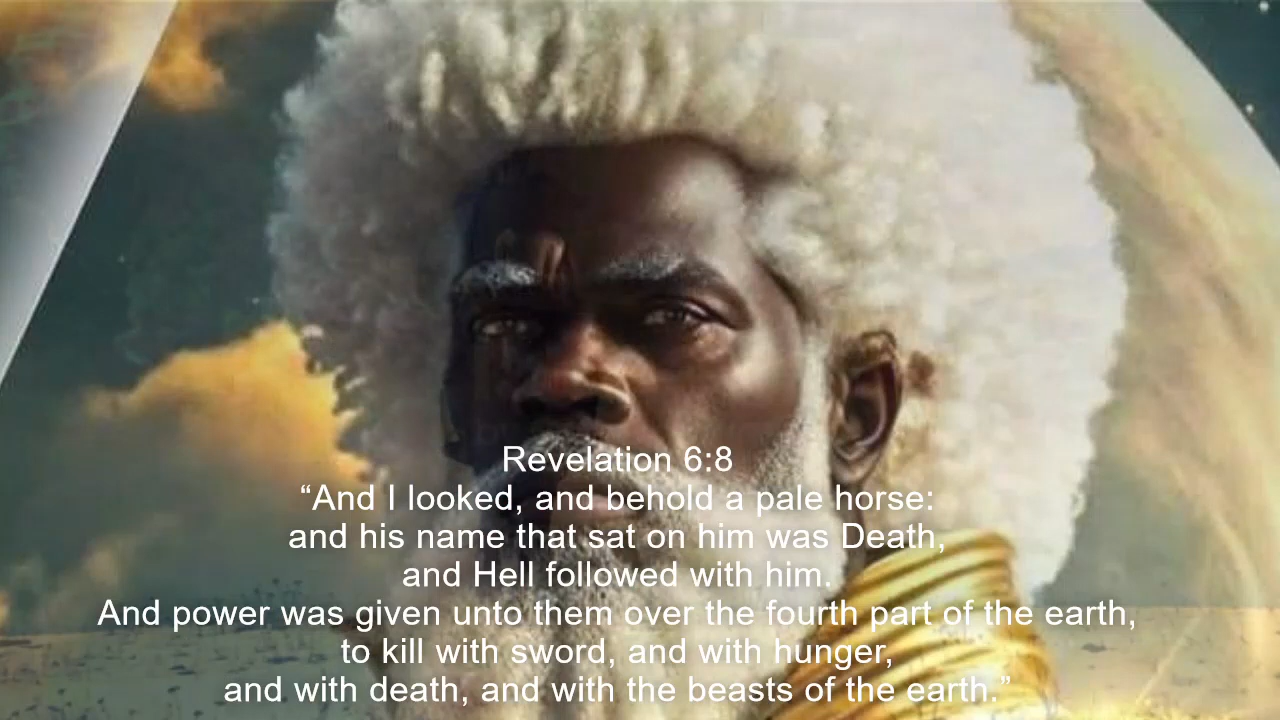 Revelation 6:8
“And I looked, and behold a pale horse:
and his name that sat on him was Death,
and Hell followed with him.
And power was given unto them over the fourth part of the earth,
to kill with sword, and with hunger,
and with death, and with the beasts of the earth.”